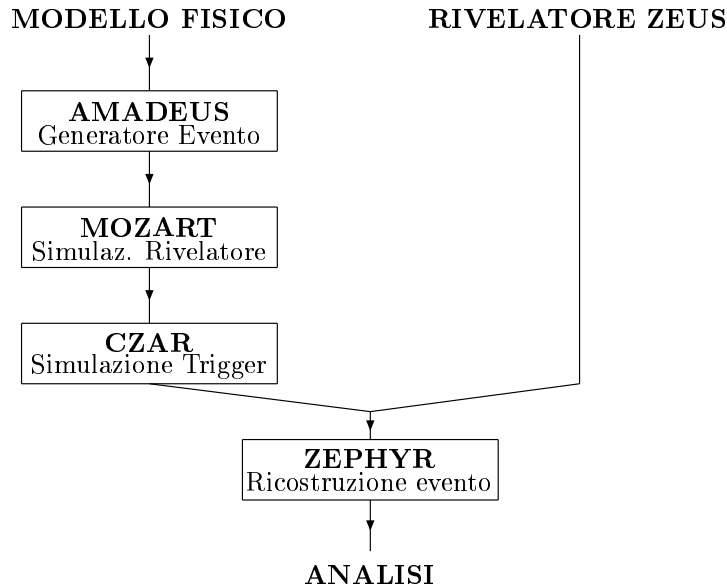 MODELLO FISICO
RIVELATORE ZEUS
AMADEUS
Generatore Evento
MOZART
Simulaz. Rivelatore
CZAR
Simulazione Trigger
ZEPHYR
Ricostruzione evento
ANALISI